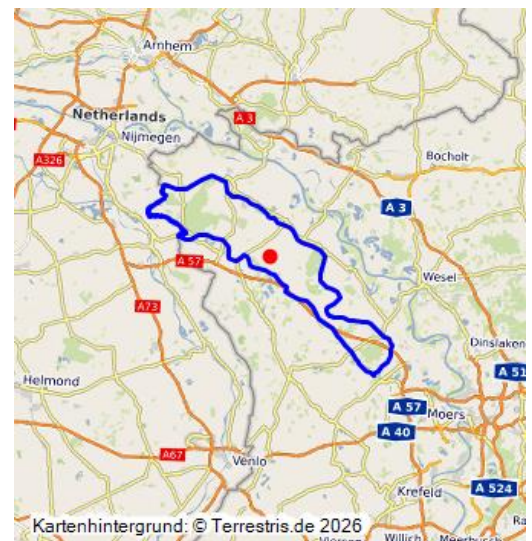 Arnhem
A 3
Netherlands
Nijmegen
A326
Bocholt
A 3
A 57
Wesel
A73
Dinslaken
A 51
Helmond
A 57
Moers
A 40
A67
Venlo
A 524
Krefeld
Kartenhintergrund: © Terrestris.de 2026
Willich